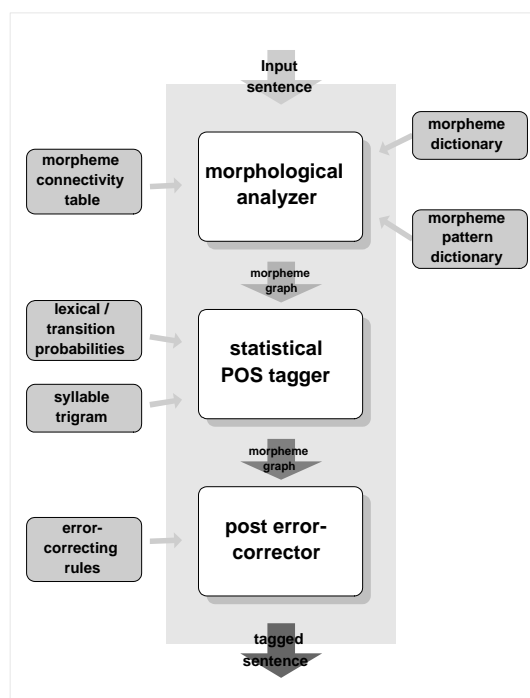 Input
sentence
morpheme
dictionary
morpheme
connectivity
table
morphological
analyzer
morpheme
pattern
dictionary
morpheme
graph
lexical /
transition
probabilities
statistical
POS tagger
syllable
trigram
morpheme
graph
error-
correcting
rules
post error-
corrector
tagged
sentence